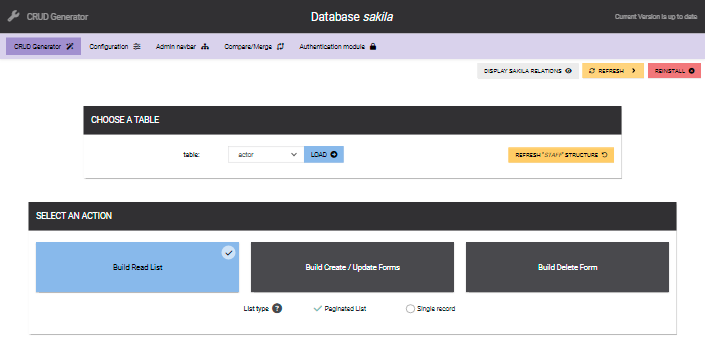 CRUD Generator
Database sakila
Current Version is up to date
CRUD Generator
Configuration
Admin navbar
Compare/Merge
Authentication module
DISPLAY SAKILA RELATIONS
REFRESH
REINSTALL
CHOOSE A TABLE
table:
actor
LOAD
REFRESH "STAFF" STRUCTURE
SELECT AN ACTION
Build Read List
Build Create / Update Forms
Build Delete Form
List type
Paginated List
Single record